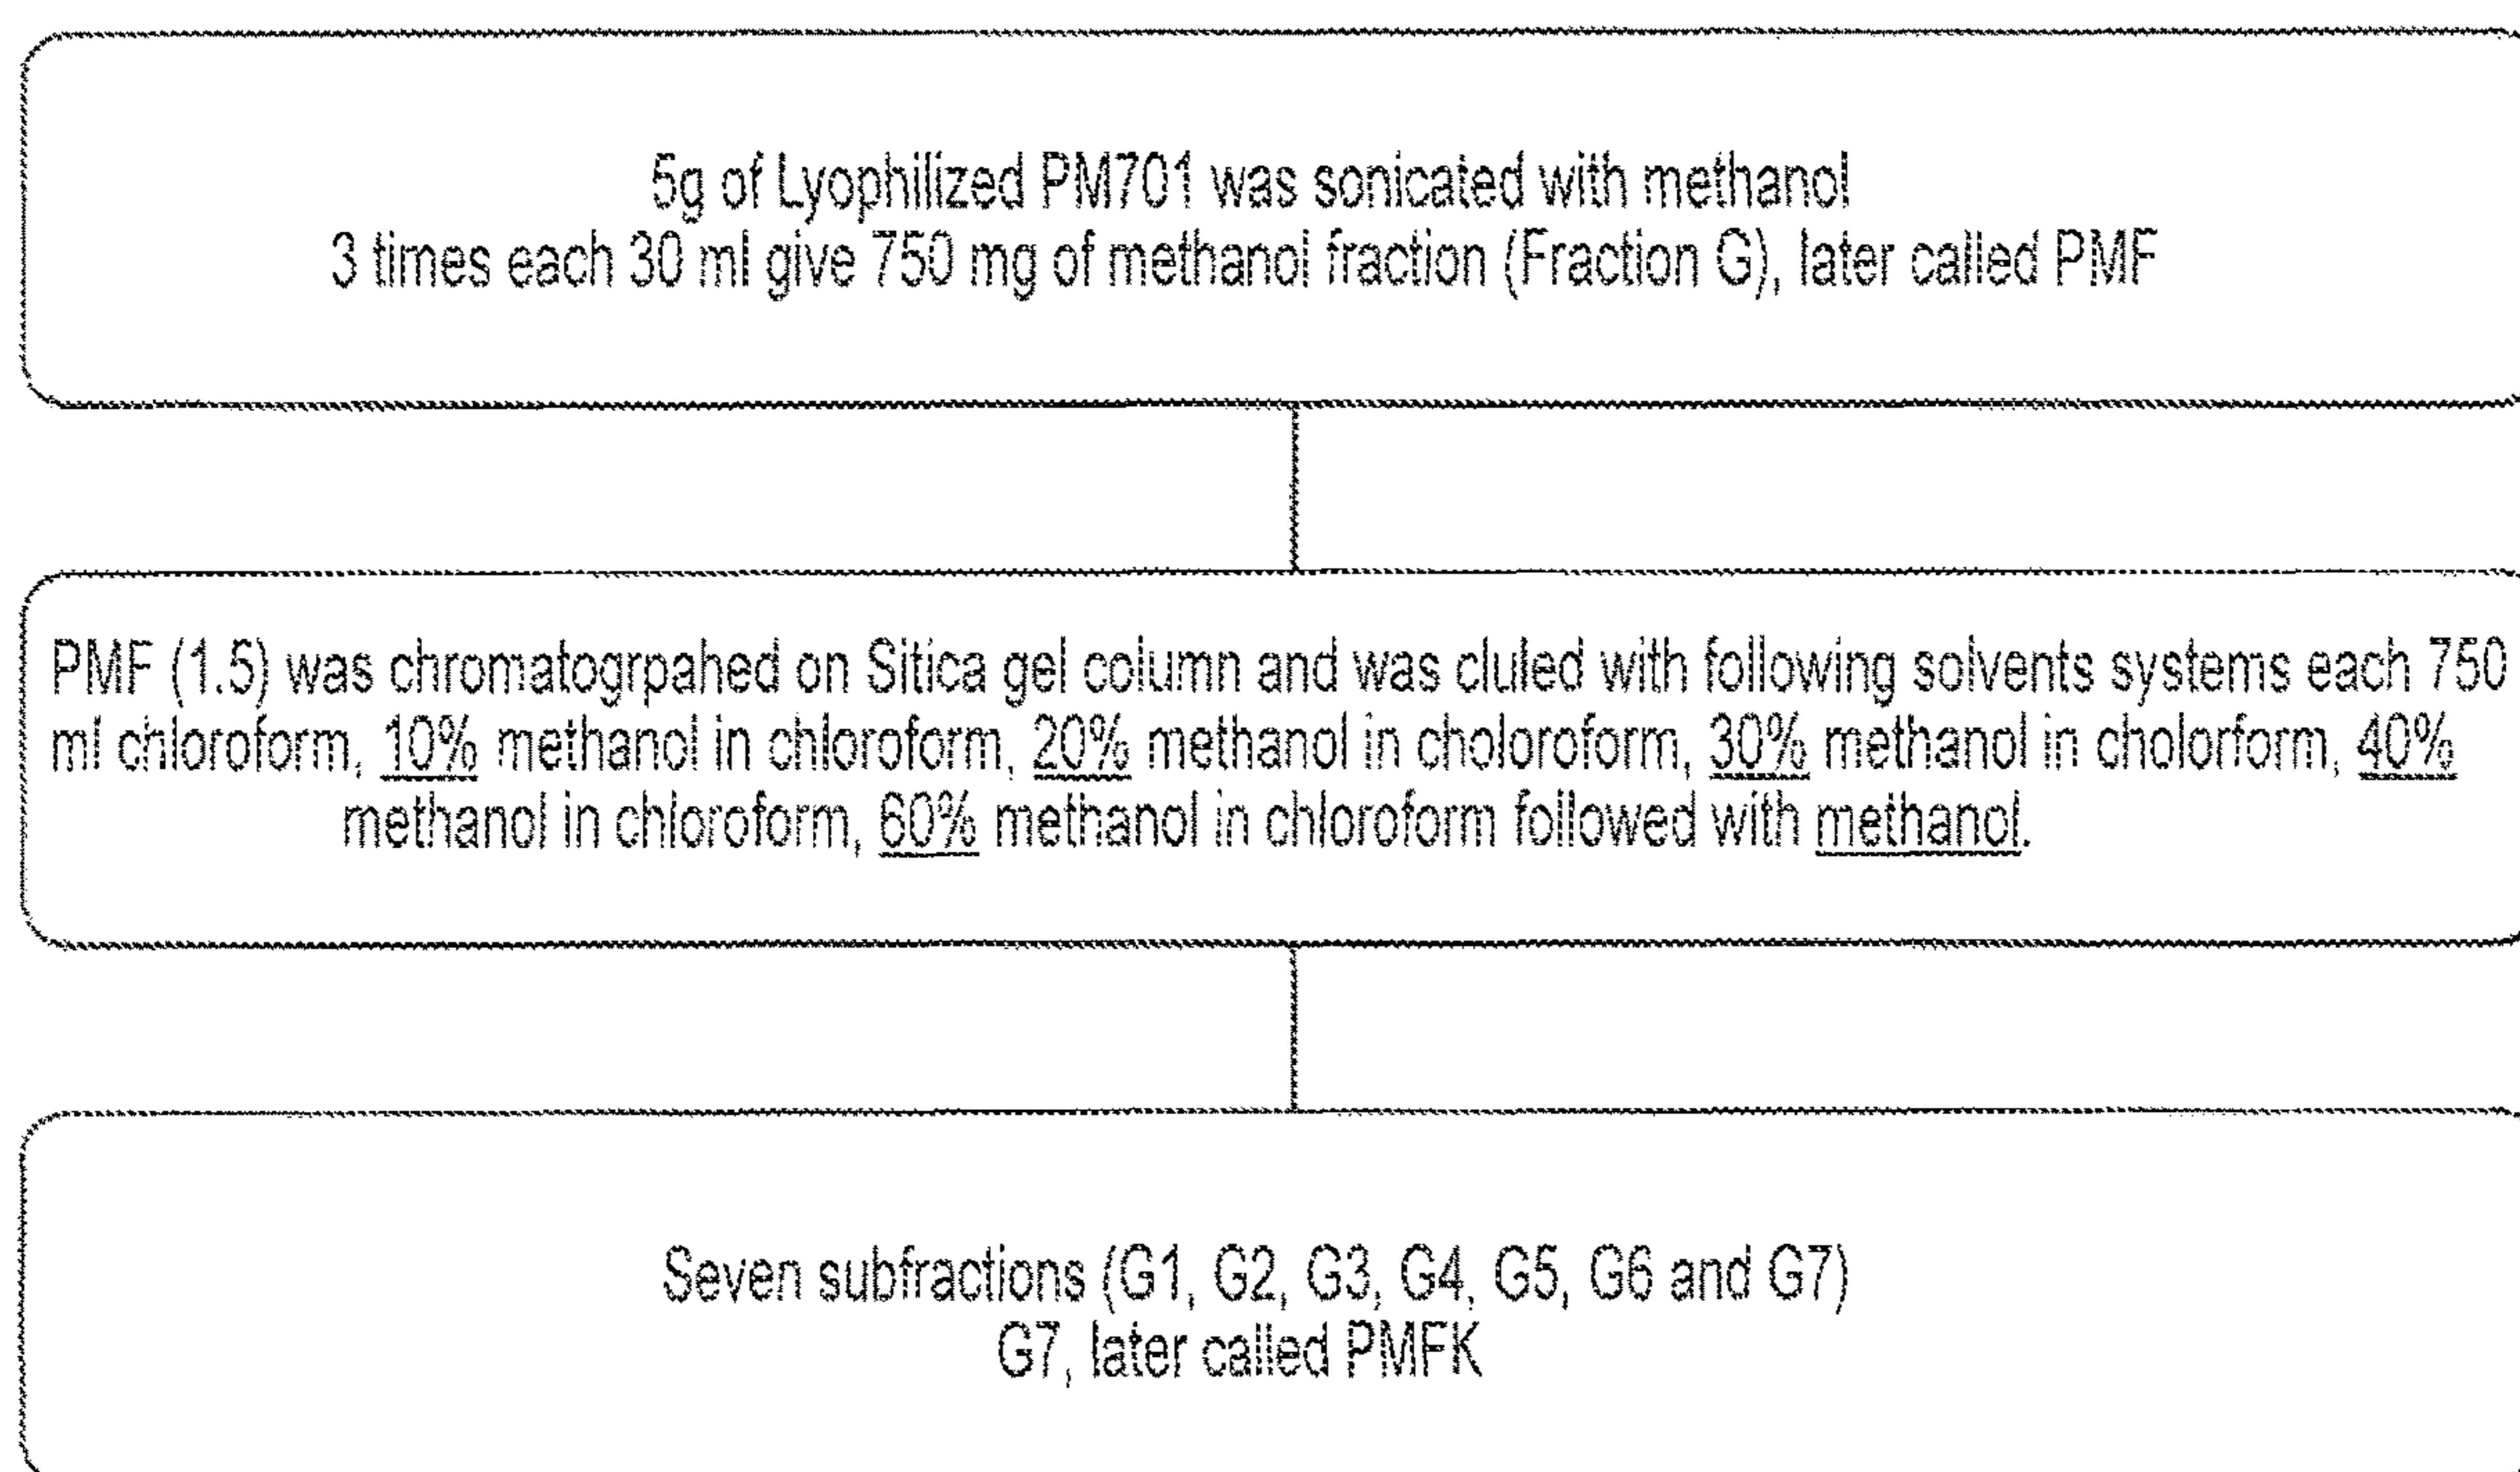 5g of Lyophilized PM701 was sonicated with methanol
3 times each 30 ml give 750 mg of methanol fraction (Fraction G), later called PMF
PMF (1.5) was chromatogrpahed on Sitica gel column and was cluled with following solvents systems each 750
ml chloroform, 10% methanol in chloroform, 20% methanol in choloroform, 30% methanol in cholorform, 40%
methanol in chloroform, 60% methanol in chloroform followed with methanol.
Seven subfractions (G1, G2, G3, G4, G5, G6 and G7)
G7, later called PMFK